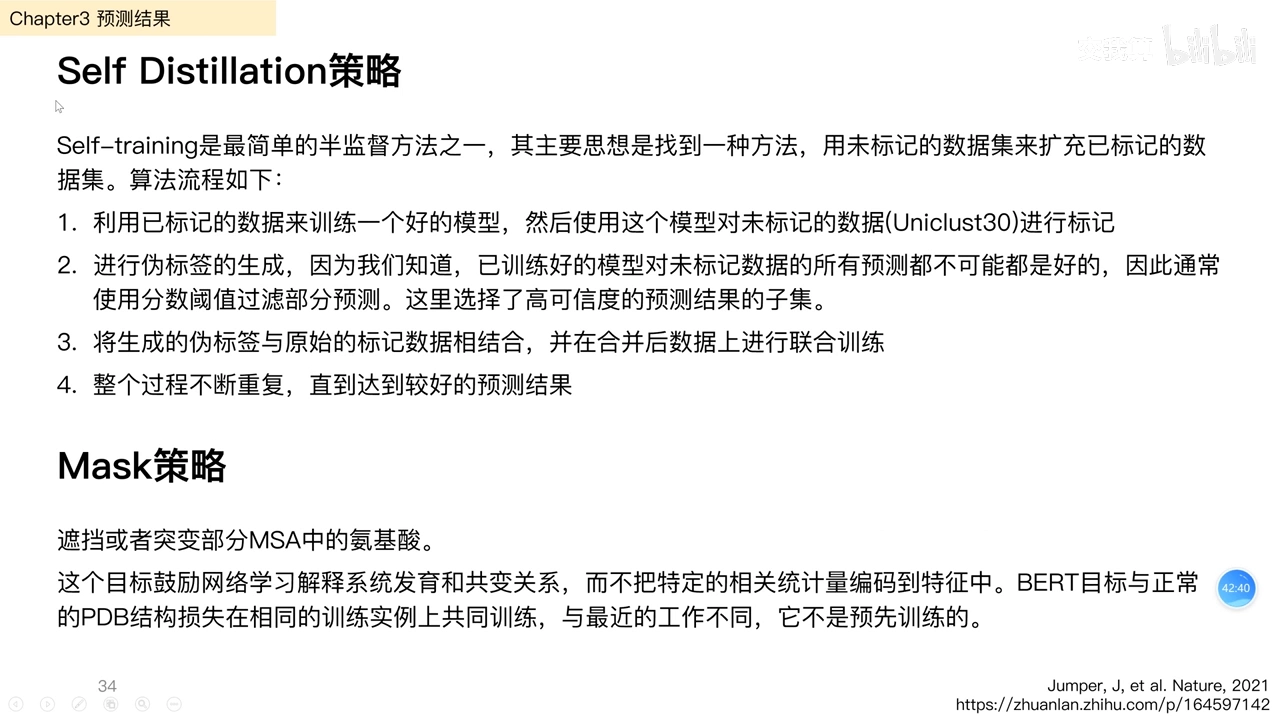 Chapter3 预测结果
Self Distillation策略
Self-training是最简单的半监督方法之一，其主要思想是找到一种方法，用未标记的数据集来扩充已标记的数
据集。算法流程如下：
1. 利用已标记的数据来训练一个好的模型，然后使用这个模型对未标记的数据(Uniclust30)进行标记
2. 进行伪标签的生成，因为我们知道，已训练好的模型对未标记数据的所有预测都不可能都是好的，因此通常
使用分数阈值过滤部分预测。这里选择了高可信度的预测结果的子集。
3. 将生成的伪标签与原始的标记数据相结合，并在合并后数据上进行联合训练
4. 整个过程不断重复，直到达到较好的预测结果
Mask策略
遮挡或者突变部分MSA中的氨基酸。
这个目标鼓励网络学习解释系统发育和共变关系，而不把特定的相关统计量编码到特征中。BERT目标与正常
的PDB结构损失在相同的训练实例上共同训练，与最近的工作不同，它不是预先训练的。
42:40
34
Jumper, J, et al. Nature, 2021
https://zhuanlan.zhihu.com/p/164597142
bilibili